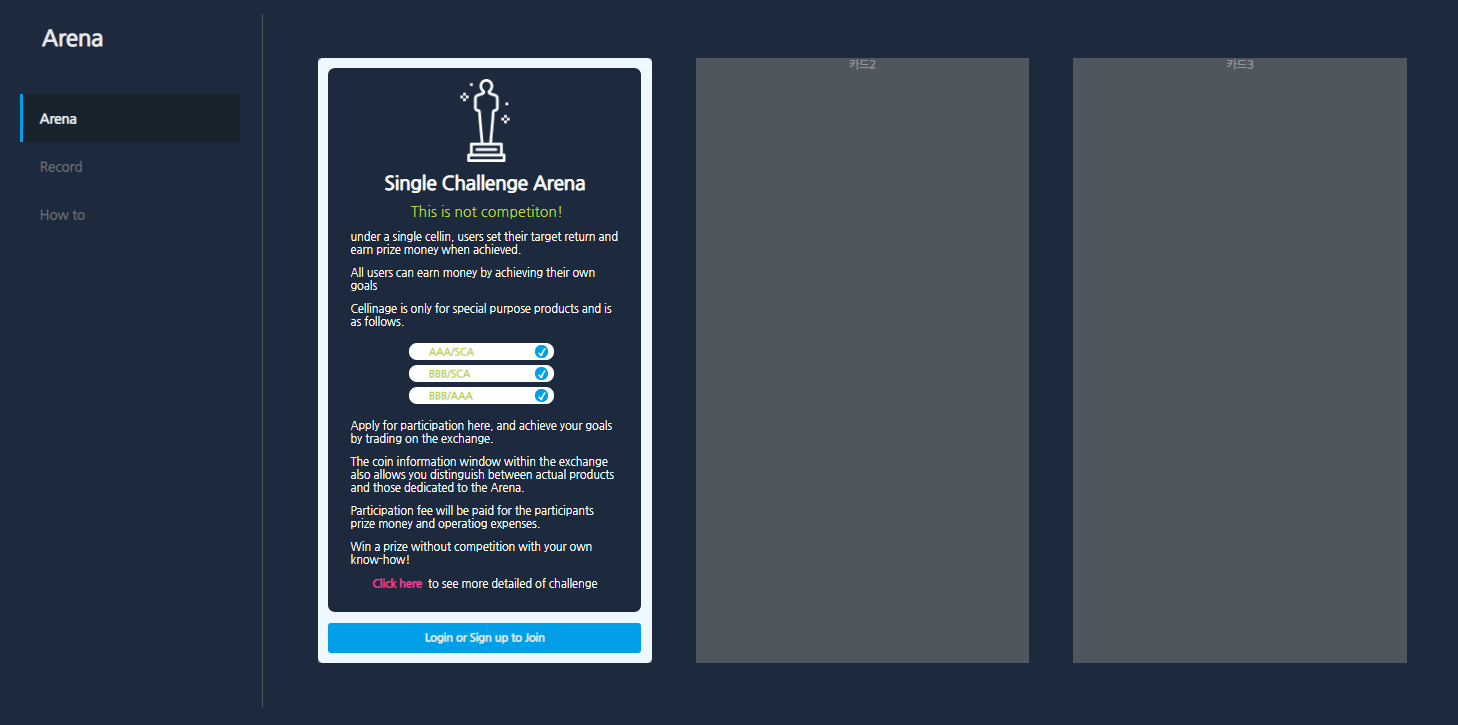 Arena
Arena
Record
How to
Single Challenge Arena
This is not competiton!
under a single cellin, users set their target return and
earn prize money when achieved.
All users can earn money by achieving their own
goals
Cellinage is only for special purpose products and is
as follows.
AAA/SCA
BBB/SCA
BBB/AAA
Apply for participation here, and achieve your goals
by trading on the exchange.
The coin information window within the exchange
also allows you distinguish between actual products
and those dedicated to the Arena.
Participation fee will be paid for the participants
prize money and operatiog expenses.
Win a prize without competition with your own
know-how!
Click here to see more detailed of challenge
Login or Sign up to Join
카드2
카드3